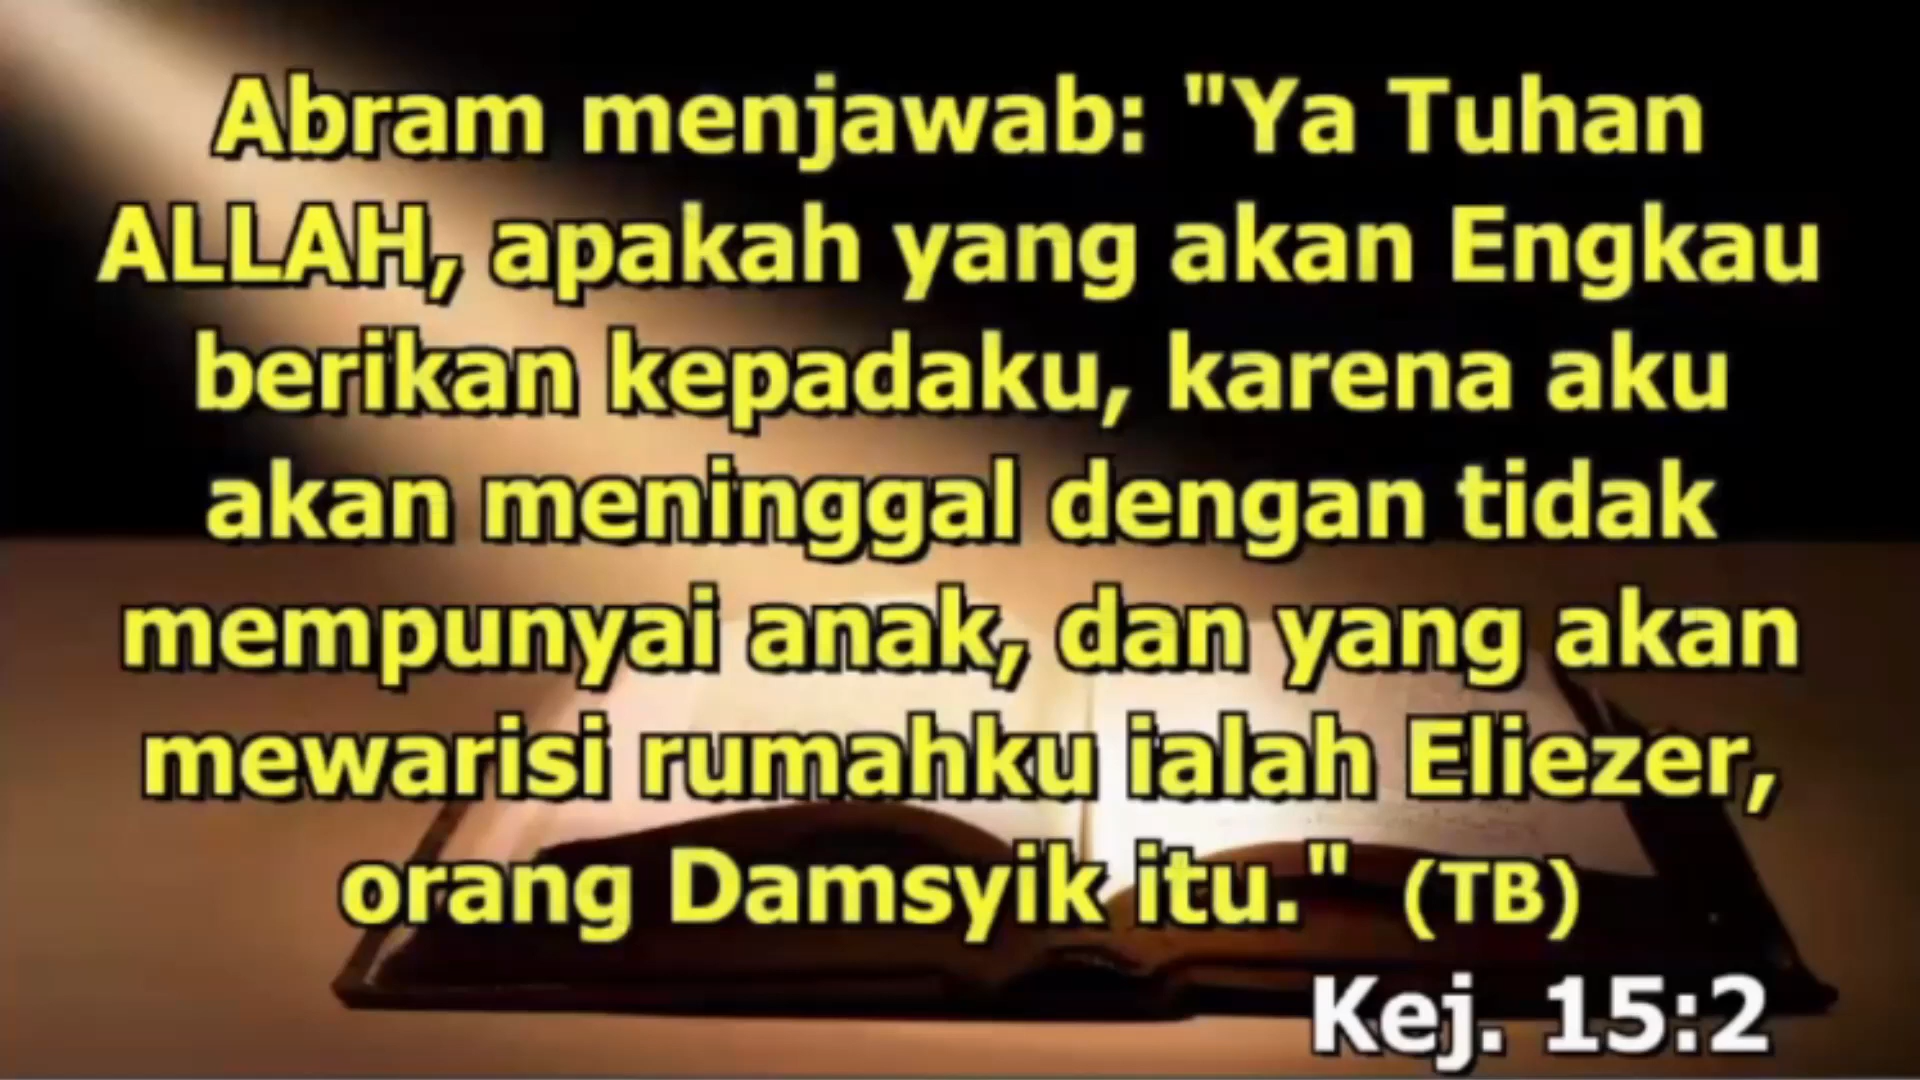 Abram menjawab: "Ya Tuhan
ALLAH, apakah yang akan Engkau
berikan kepadaku, karena aku
akan meninggal dengan tidak
mempunyai anak, dan yang akan
mewarisi rumahku ialah Eliezer,
orang Damsyik itu." (TB)
Kej. 15:2